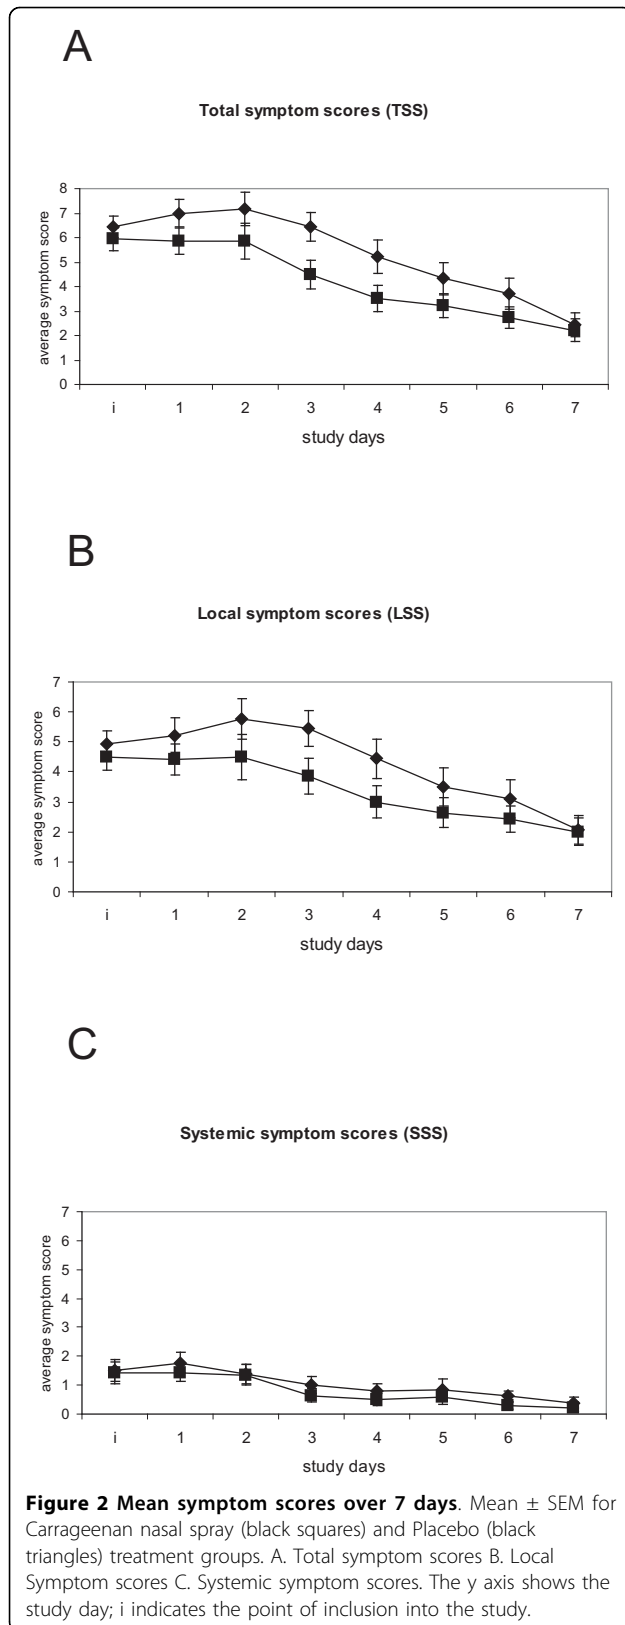 A
Total symptom scores (TSS)
average symptom score
8
7
6
5
4
3
2
1
0
i 1 2 3 4 5 6 7
study days
B
Local symptom scores (LSS)
average symptom score
7
6
5
4
3
2
1
0
i 1 2 3 4 5 6 7
study days
C
Systemic symptom scores (SSS)
average symptom score
7
6
5
4
3
2
1
0
i 1 2 3 4 5 6 7
study days
Figure 2 Mean symptom scores over 7 days. Mean ± SEM for
Carrageenan nasal spray (black squares) and Placebo (black
triangles) treatment groups. A. Total symptom scores B. Local
Symptom scores C. Systemic symptom scores. The y axis shows the
study day; i indicates the point of inclusion into the study.